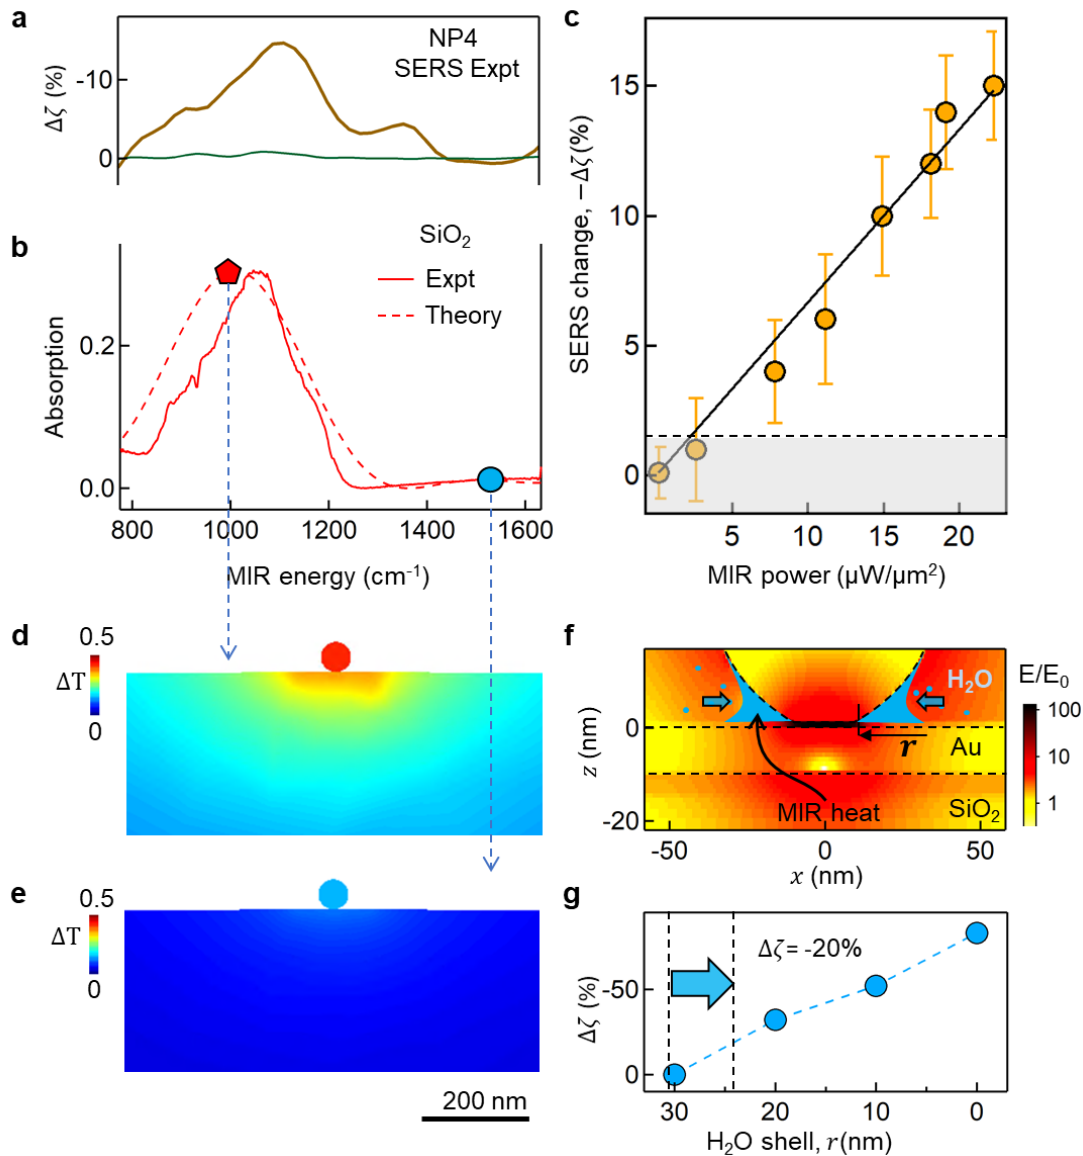 a
NP4
SERS Expt
Δζ (%)
-10
0
b
SiO₂
Expt
Theory
Absorption
0.2
0.0
800
1000
1200
1400
1600
MIR energy (cm⁻¹)
c
SERS change, −Δζ(%)
15
10
5
0
5
10
15
20
MIR power (μW/μm²)
d
0.5
ΔT
0
e
0.5
ΔT
0
200 nm
f
H₂O
r
Au
MIR heat
SiO₂
z (nm)
0
-20
-50
0
50
x (nm)
E/E₀
100
10
1
g
Δζ= -20%
Δζ (%)
-50
0
30
20
10
0
H₂O shell, r(nm)